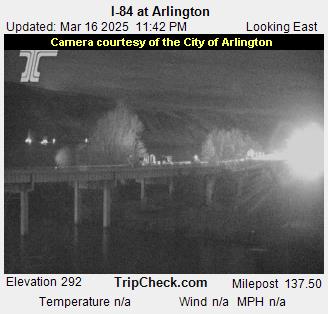 I-84 at Arlington
Updated: Mar 16 2025 11:42 PM Looking East
Camera courtesy of the City of Arlington
Elevation 292 TripCheck.com Milepost 137.50
Temperature n/a Wind n/a MPH n/a